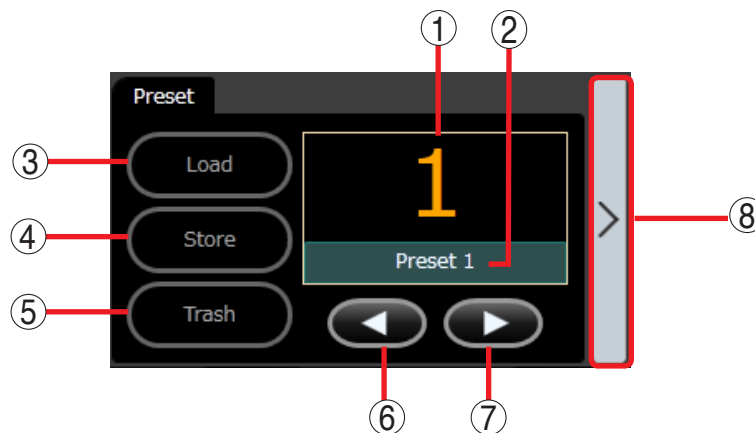 ① ②
Preset
③ Load 1
④ Store Preset 1
⑤ Trash
⑥ ⑦
⑧